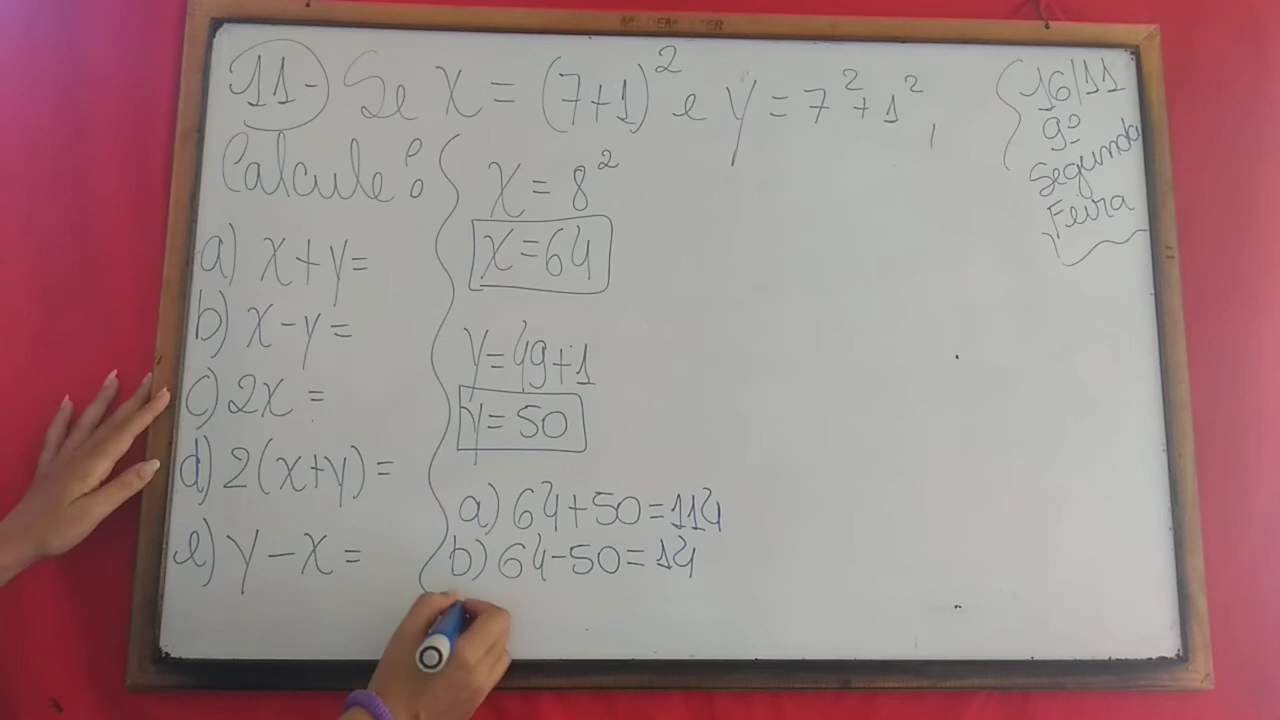 11- Se x = (7+1)² e y = 7² + 1²,
Calcule:
a) x+y=
b) x-y=
c) 2x =
d) 2(x+y)=
e) y-x=
x = 8²
x=64
y=49+1
y=50
a) 64+50=114
b) 64-50=14
16/11
9º
Segunda
Feira